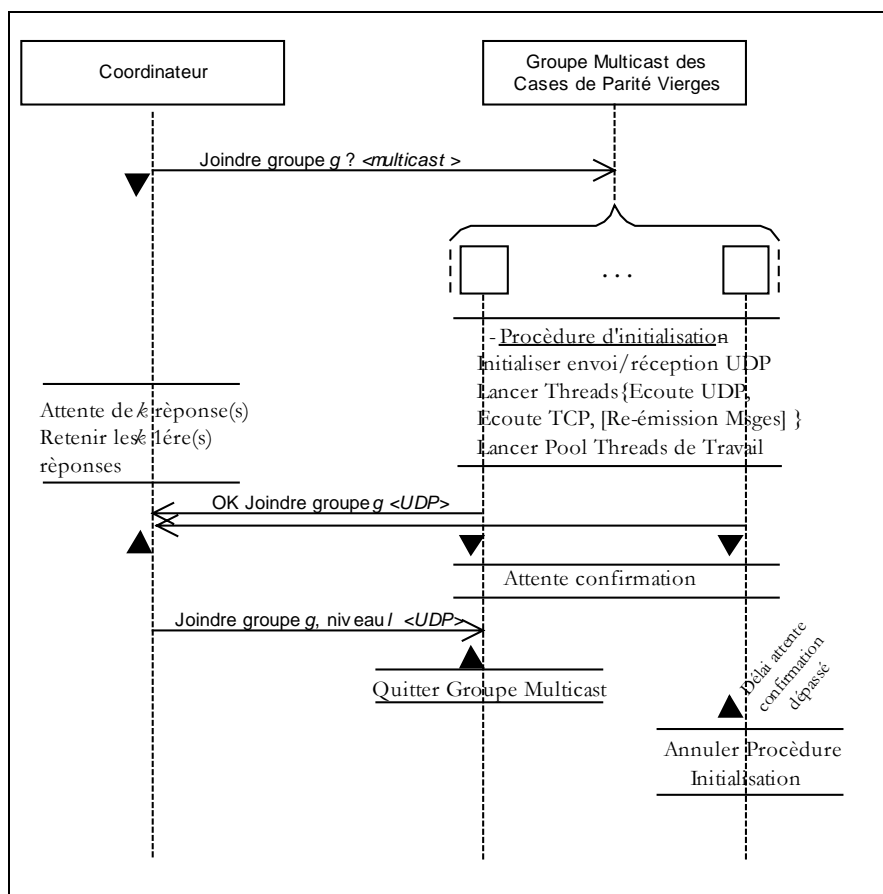 Coordinateur
Groupe Multicast des
Cases de Parité Vierges
Joindre groupe g ? <multicast >
. . .
- Procèdure d'initialisation-
Initialiser envoi/réception UDP
Lancer Threads{Ecoute UDP,
Ecoute TCP, [Re-émission Msges] }
Lancer Pool Threads de Travail
Attente de k rèponse(s)
Retenir les k 1ére(s)
rèponses
OK Joindre groupe g <UDP>
Attente confirmation
Joindre groupe g, niveau l <UDP>
Délai attente
confirmation
dépassé
Quitter Groupe Multicast
Annuler Procèdure
Initialisation